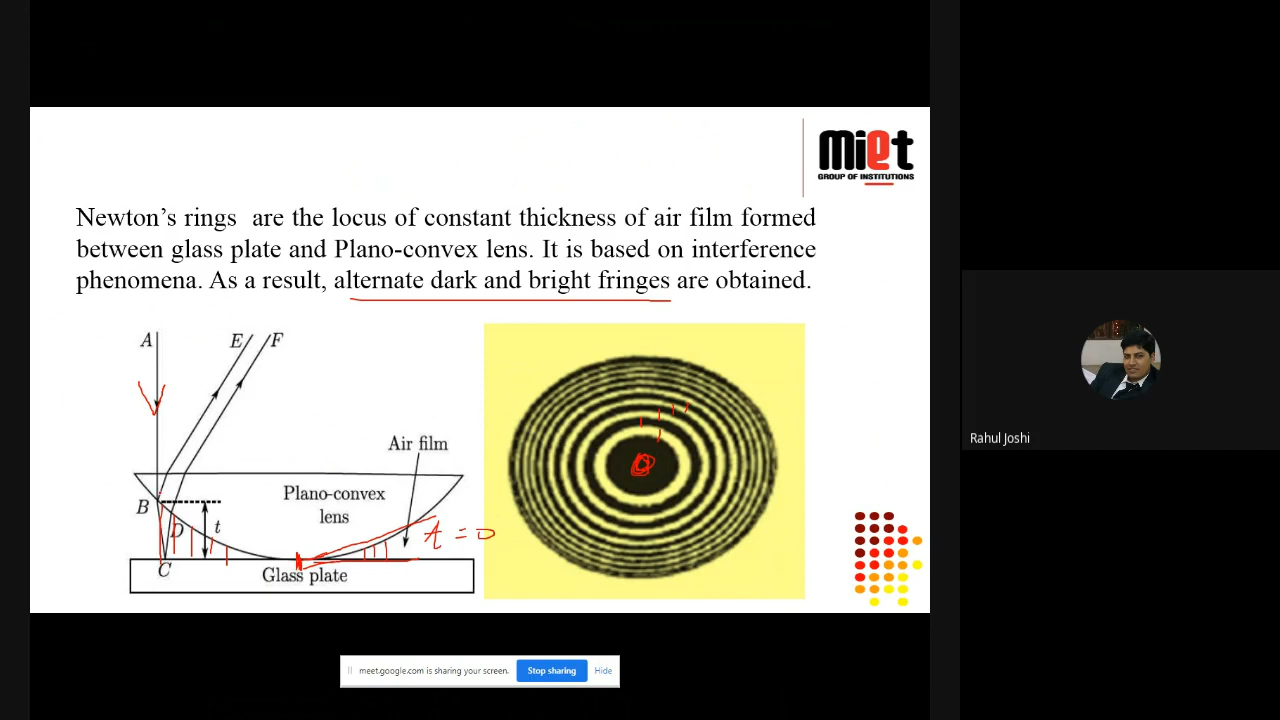 miet
GROUP OF INSTITUTIONS
Newton's rings are the locus of constant thickness of air film formed
between glass plate and Plano-convex lens. It is based on interference
phenomena. As a result, alternate dark and bright fringes are obtained.
A
E
F
Air film
Plano-convex
lens
B
D
t
t = 0
C
Glass plate
Rahul Joshi
meet.google.com is sharing your screen.
Stop sharing
Hide